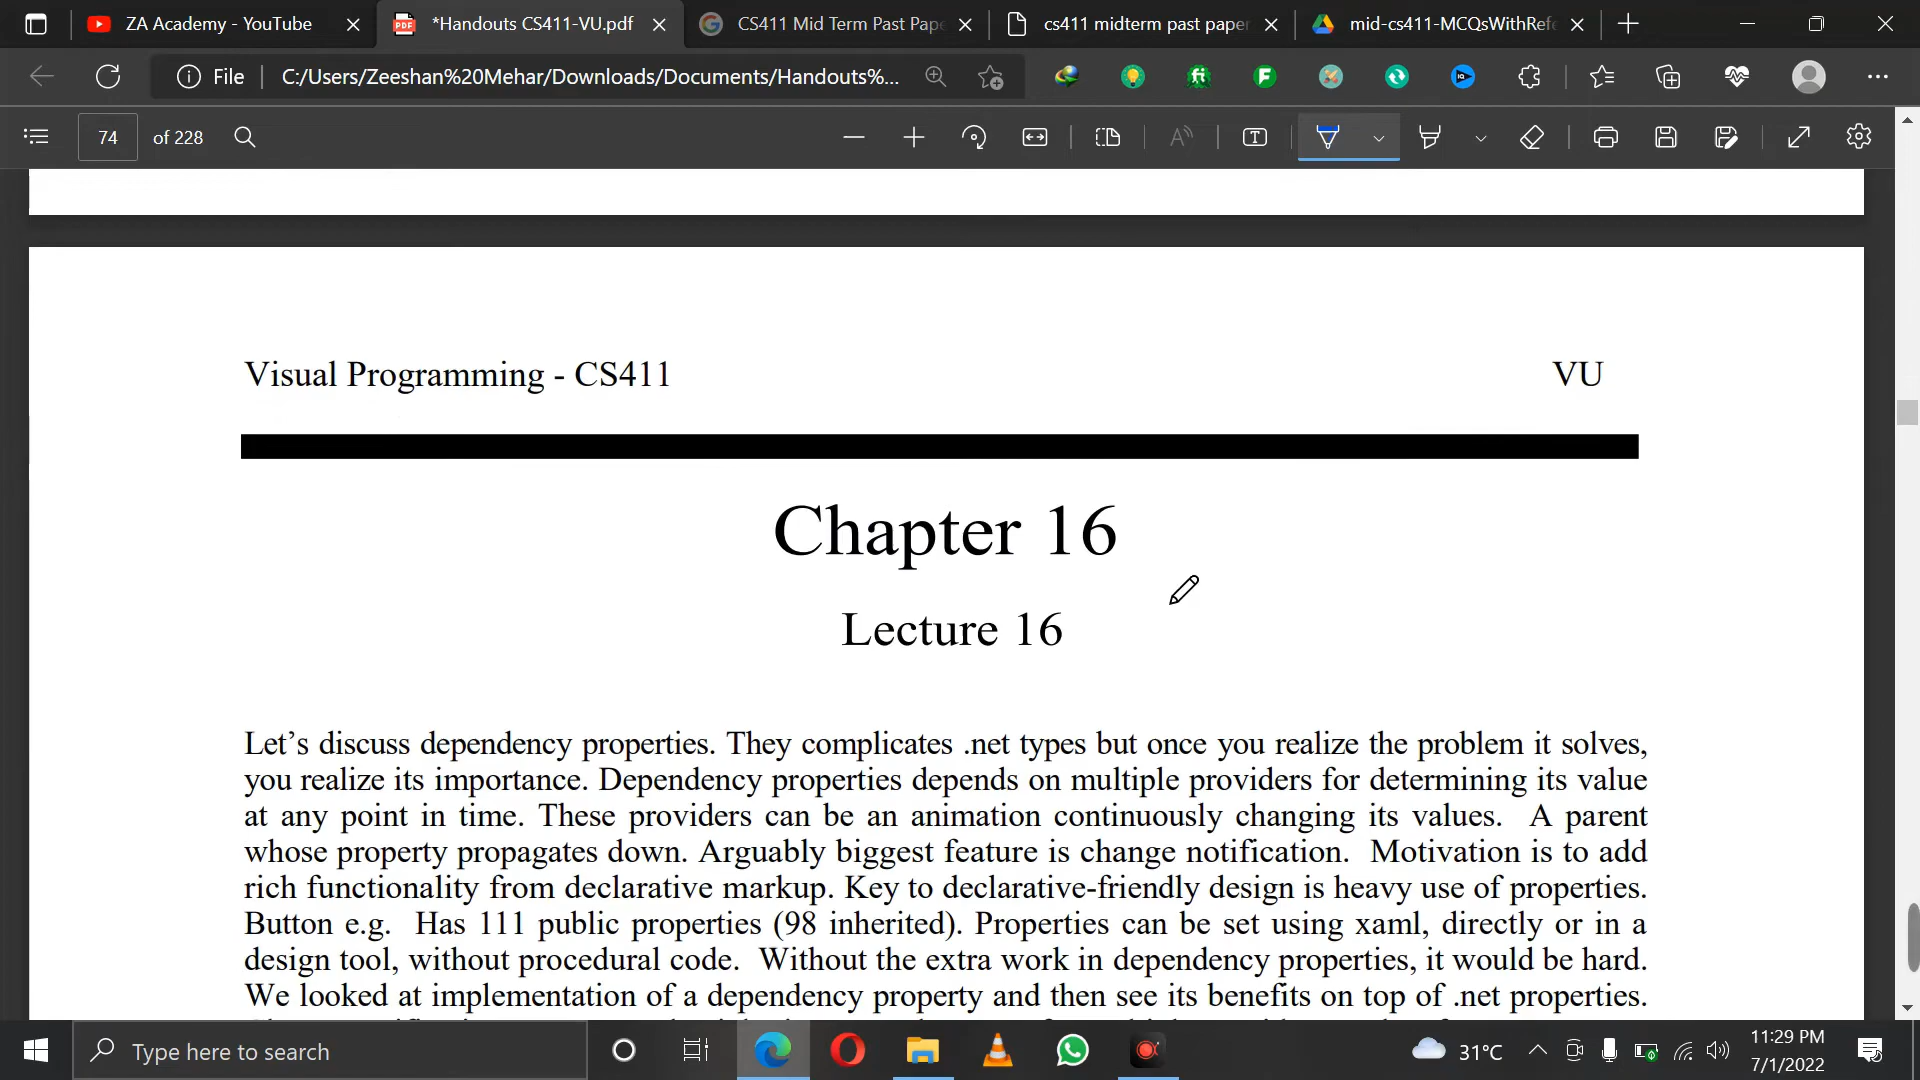 ZA Academy - YouTube
*Handouts CS411-VU.pdf
CS411 Mid Term Past Pape
cs411 midterm past paper
mid-cs411-MCQsWithRefe
File
C:/Users/Zeeshan%20Mehar/Downloads/Documents/Handouts%...
74 of 228
Visual Programming - CS411 VU
Chapter 16
Lecture 16
Let’s discuss dependency properties. They complicates .net types but once you realize the problem it solves,
you realize its importance. Dependency properties depends on multiple providers for determining its value
at any point in time. These providers can be an animation continuously changing its values. A parent
whose property propagates down. Arguably biggest feature is change notification. Motivation is to add
rich functionality from declarative markup. Key to declarative-friendly design is heavy use of properties.
Button e.g. Has 111 public properties (98 inherited). Properties can be set using xaml, directly or in a
design tool, without procedural code. Without the extra work in dependency properties, it would be hard.
We looked at implementation of a dependency property and then see its benefits on top of .net properties.
Type here to search
31°C
11:29 PM
7/1/2022